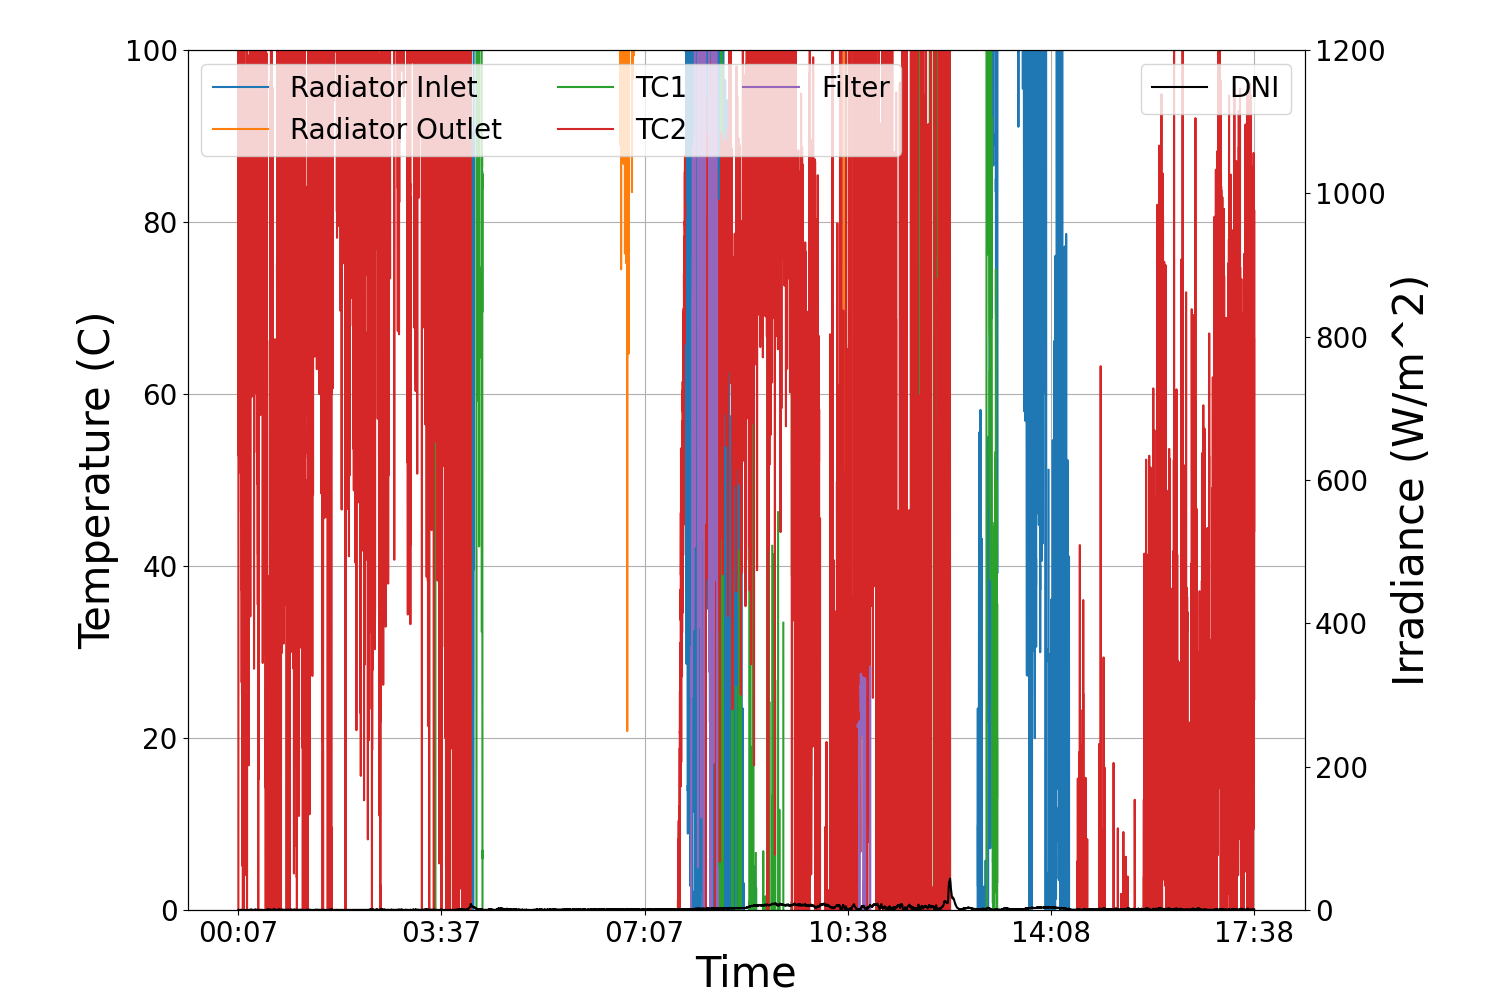 100
80
60
40
20
0
Temperature (C)
Radiator Inlet
Radiator Outlet
TC1
TC2
Filter
DNI
1200
1000
800
600
400
200
0
Irradiance (W/m^2)
00:07 03:37 07:07 10:38 14:08 17:38
Time